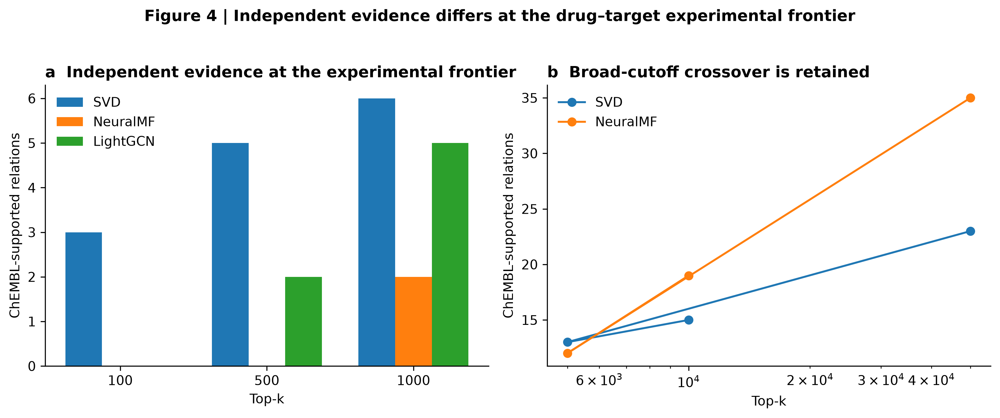 Figure 4 | Independent evidence differs at the drug–target experimental frontier
a Independent evidence at the experimental frontier
SVD
NeuralMF
LightGCN
ChEMBL-supported relations
6
5
4
3
2
1
0
100 500 1000
Top-k
b Broad-cutoff crossover is retained
SVD
NeuralMF
ChEMBL-supported relations
35
30
25
20
15
6 × 10³ 10⁴ 2 × 10⁴ 3 × 10⁴ 4 × 10⁴
Top-k